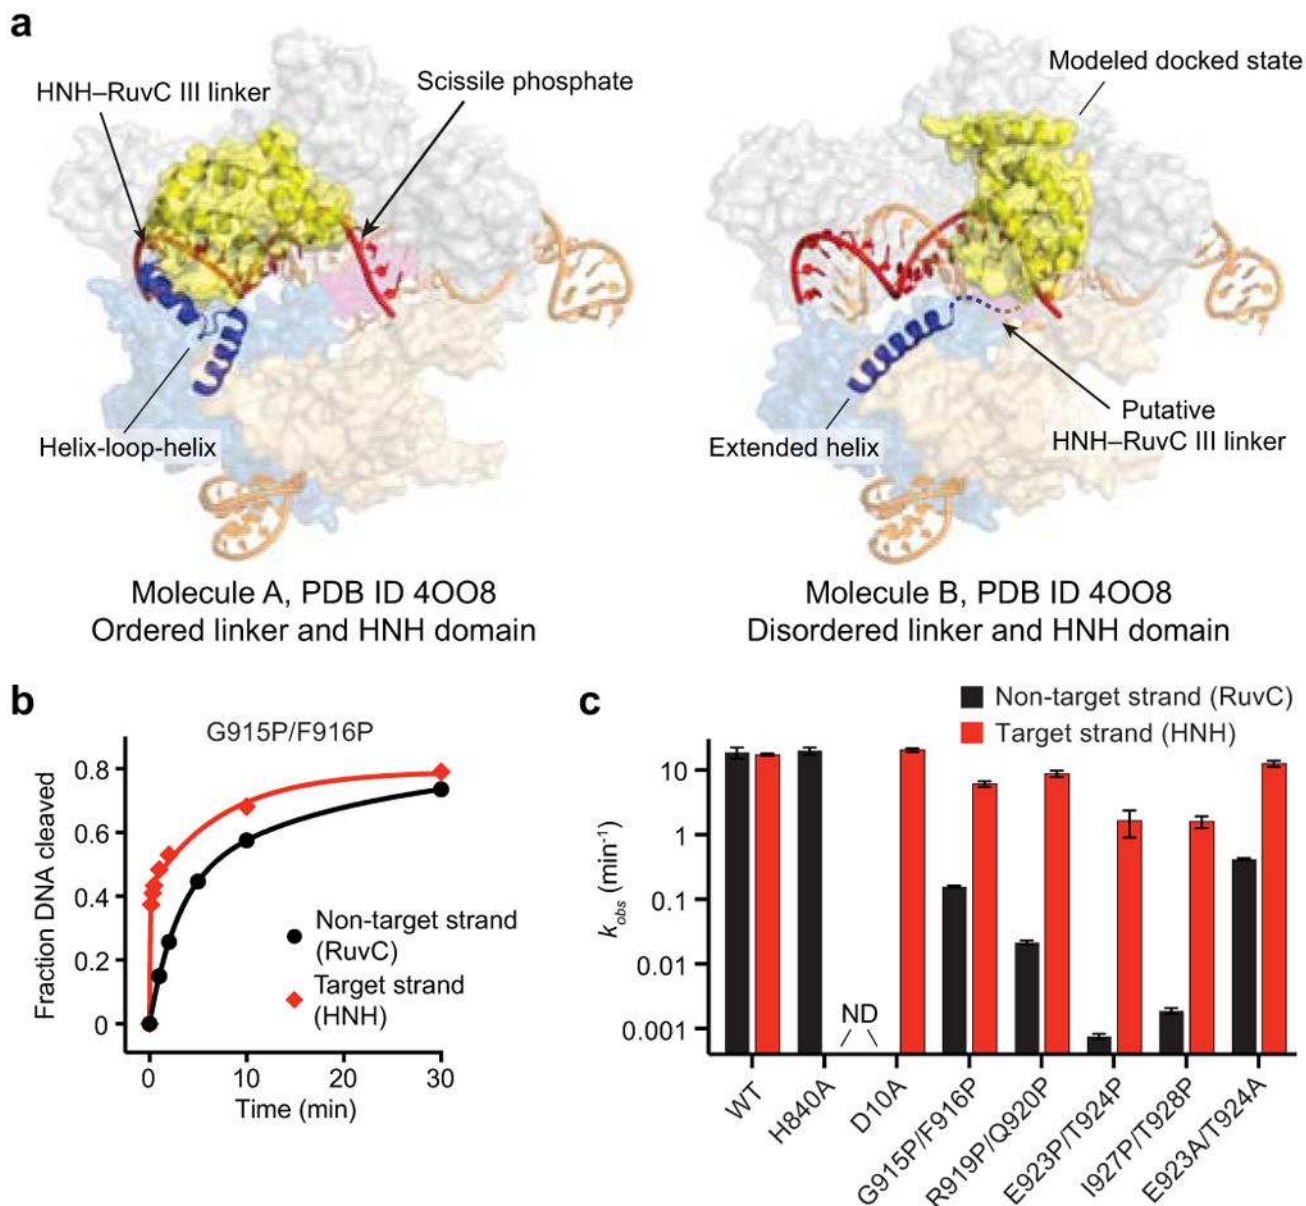 a
HNH–RuvC III linker
Scissile phosphate
Helix-loop-helix
Molecule A, PDB ID 4OO8
Ordered linker and HNH domain
Modeled docked state
Extended helix
Putative
HNH–RuvC III linker
Molecule B, PDB ID 4OO8
Disordered linker and HNH domain
b
G915P/F916P
Fraction DNA cleaved
0.8
0.6
0.4
0.2
0
0
10
20
30
Time (min)
Non-target strand
(RuvC)
Target strand
(HNH)
c
Non-target strand (RuvC)
Target strand (HNH)
kobs (min-1)
10
1
0.1
0.01
0.001
ND
WT
H840A
D10A
G915P/F916P
R919P/Q920P
E923P/T924P
I927P/T928P
E923A/T924A